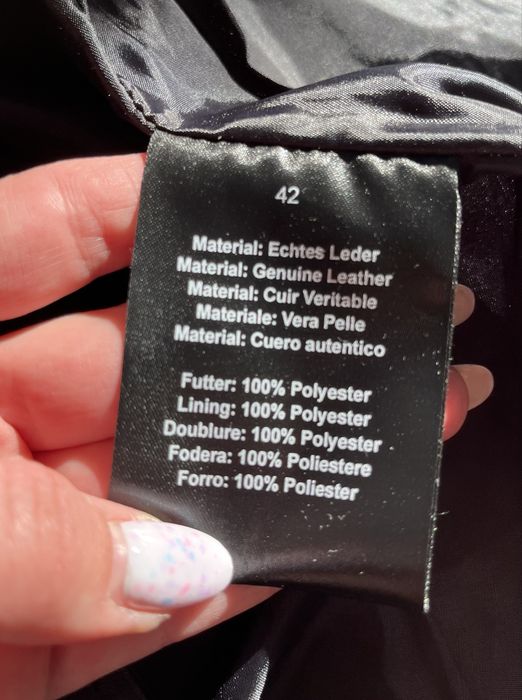 42
Material: Echtes Leder
Material: Genuine Leather
Material: Cuir Veritable
Materiale: Vera Pelle
Material: Cuero autentico
Futter: 100% Polyester
Lining: 100% Polyester
Doublure: 100% Polyester
Fodera: 100% Poliestere
Forro: 100% Poliester